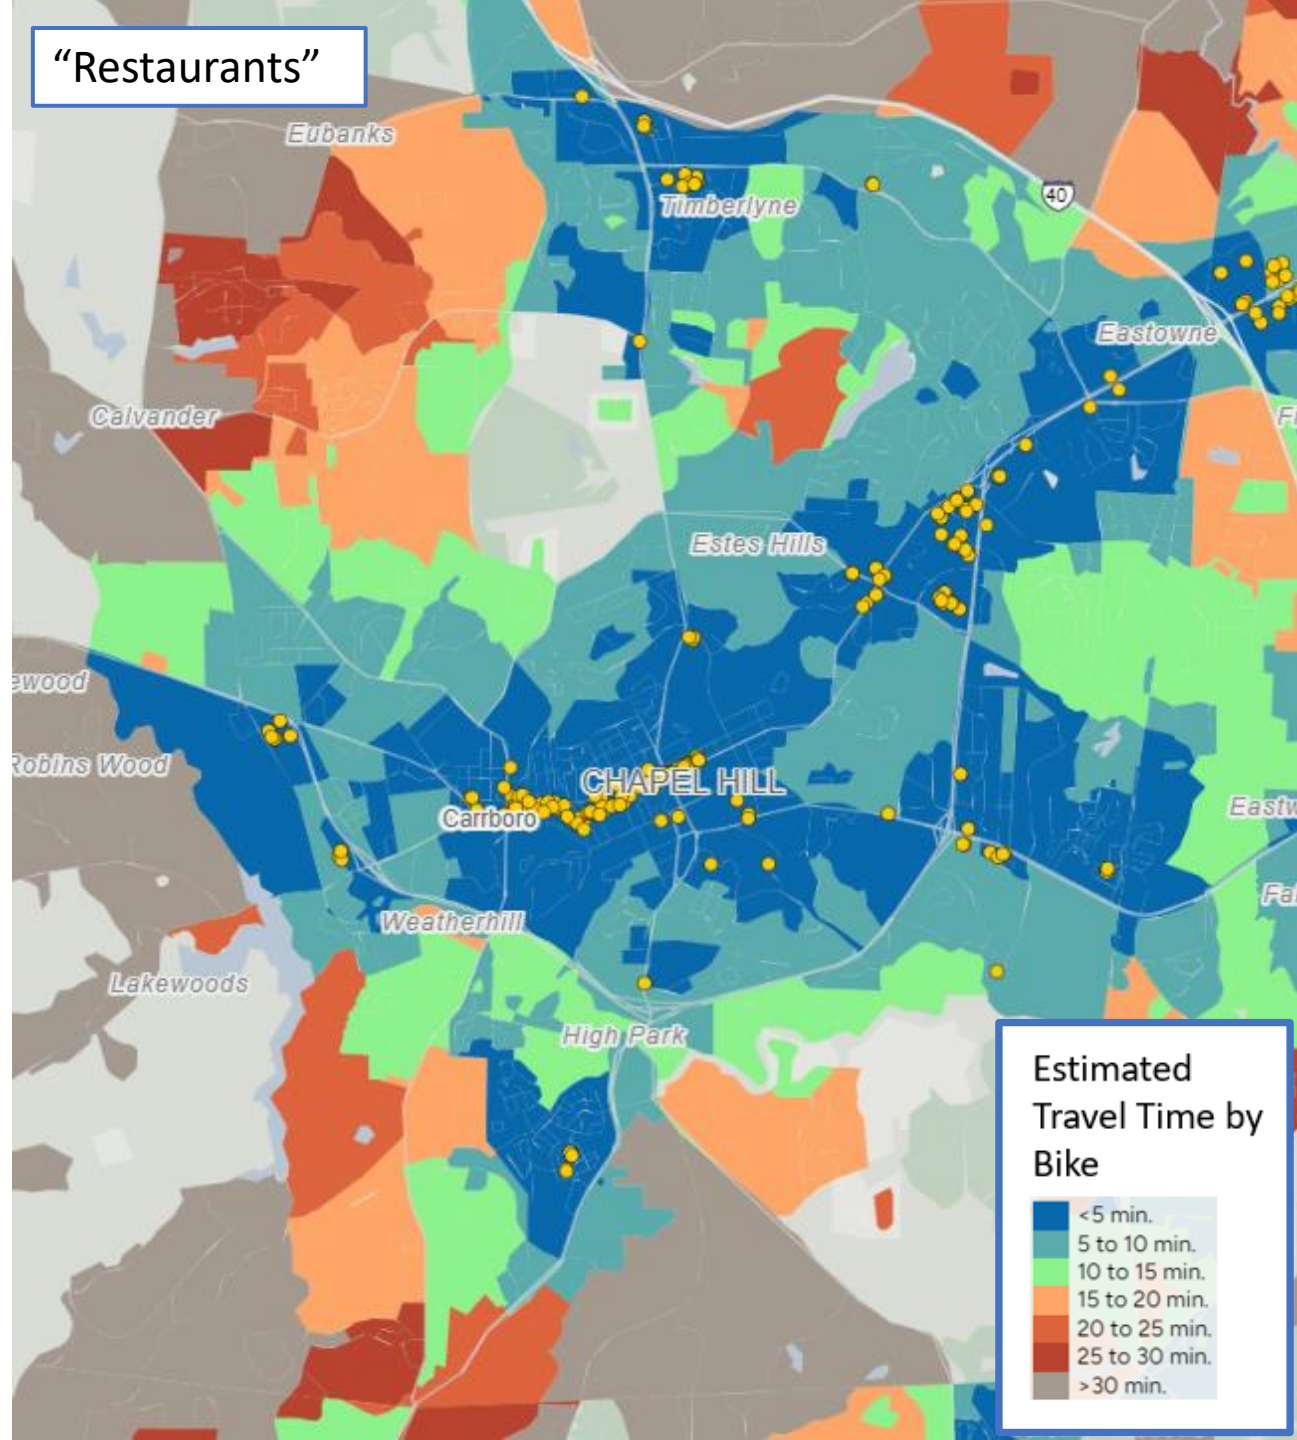 “Restaurants”
Eubanks
Timberlyne
40
Eastowne
Calvander
Estes Hills
ewood
Robins Wood
CHAPEL HILL
Carrboro
Eastw
Weatherhill
Fa
Lakewoods
High Park
Estimated
Travel Time by
Bike
<5 min.
5 to 10 min.
10 to 15 min.
15 to 20 min.
20 to 25 min.
25 to 30 min.
>30 min.